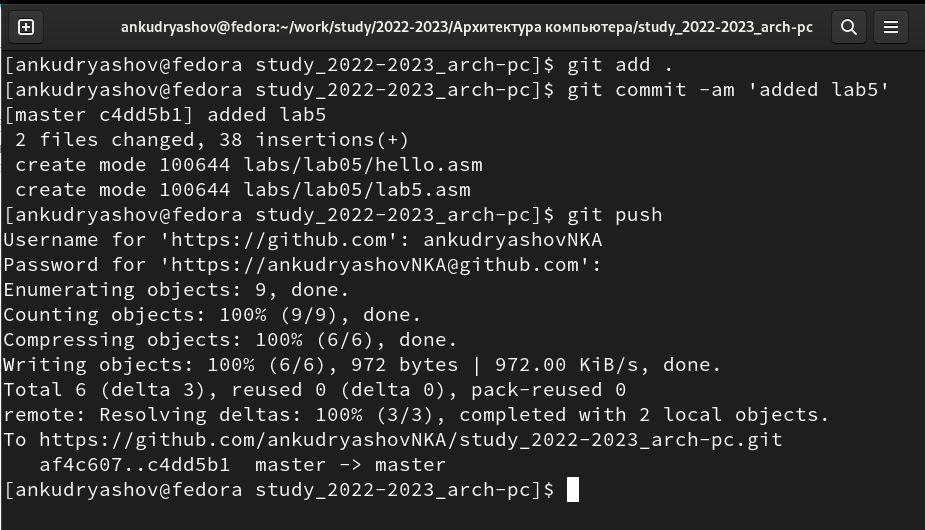 ankudryashov@fedora:~/work/study/2022-2023/Архитектура компьютера/study_2022-2023_arch-pc
[ankudryashov@fedora study_2022-2023_arch-pc]$ git add .
[ankudryashov@fedora study_2022-2023_arch-pc]$ git commit -am 'added lab5'
[master c4dd5b1] added lab5
 2 files changed, 38 insertions(+)
 create mode 100644 labs/lab05/hello.asm
 create mode 100644 labs/lab05/lab5.asm
[ankudryashov@fedora study_2022-2023_arch-pc]$ git push
Username for 'https://github.com': ankudryashovNKA
Password for 'https://ankudryashovNKA@github.com':
Enumerating objects: 9, done.
Counting objects: 100% (9/9), done.
Compressing objects: 100% (6/6), done.
Writing objects: 100% (6/6), 972 bytes | 972.00 KiB/s, done.
Total 6 (delta 3), reused 0 (delta 0), pack-reused 0
remote: Resolving deltas: 100% (3/3), completed with 2 local objects.
To https://github.com/ankudryashovNKA/study_2022-2023_arch-pc.git
   af4c607..c4dd5b1  master -> master
[ankudryashov@fedora study_2022-2023_arch-pc]$